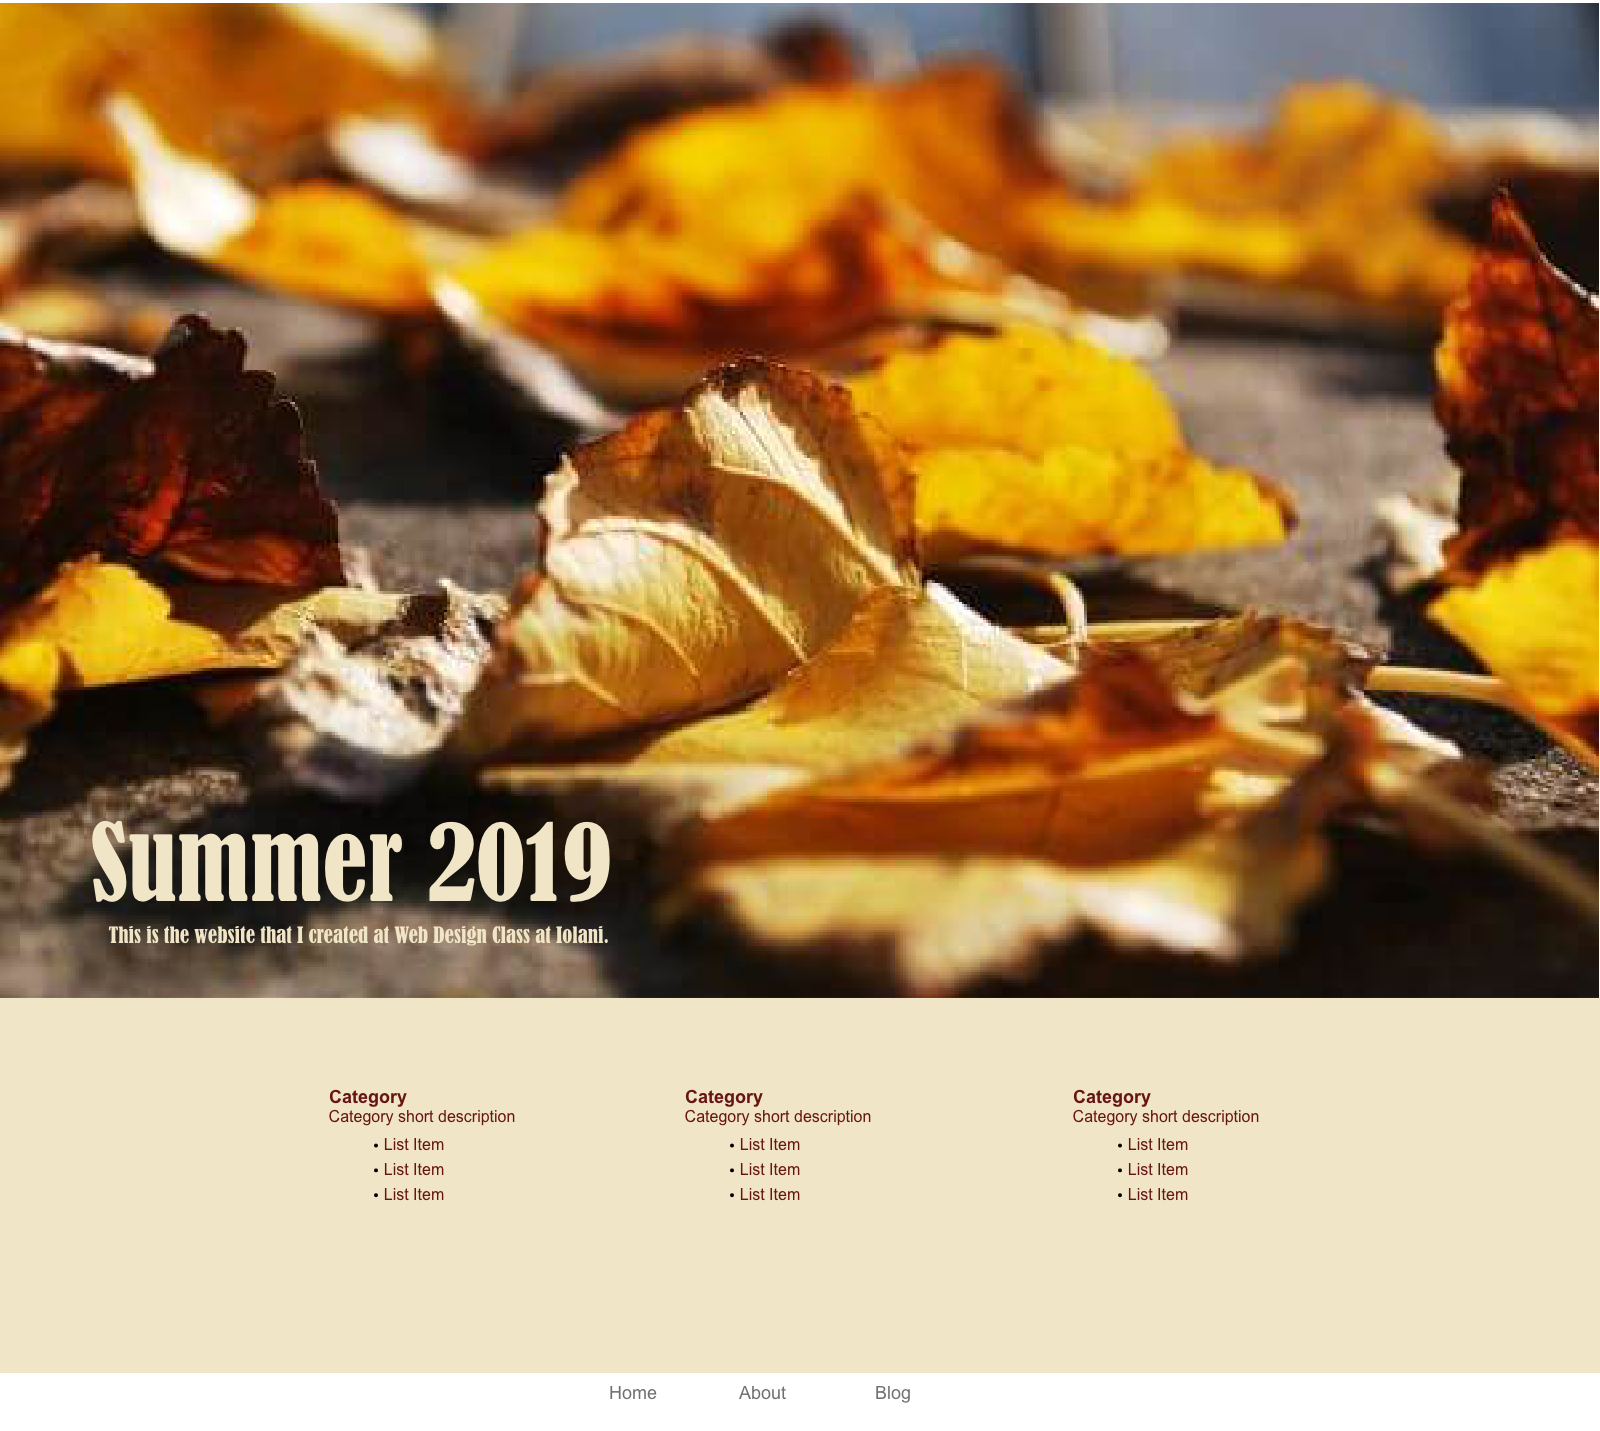 Summer 2019
This is the website that I created at Web Design Class at Iolani.
Category
Category short description
• List Item
• List Item
• List Item
Category
Category short description
• List Item
• List Item
• List Item
Category
Category short description
• List Item
• List Item
• List Item
Home About Blog